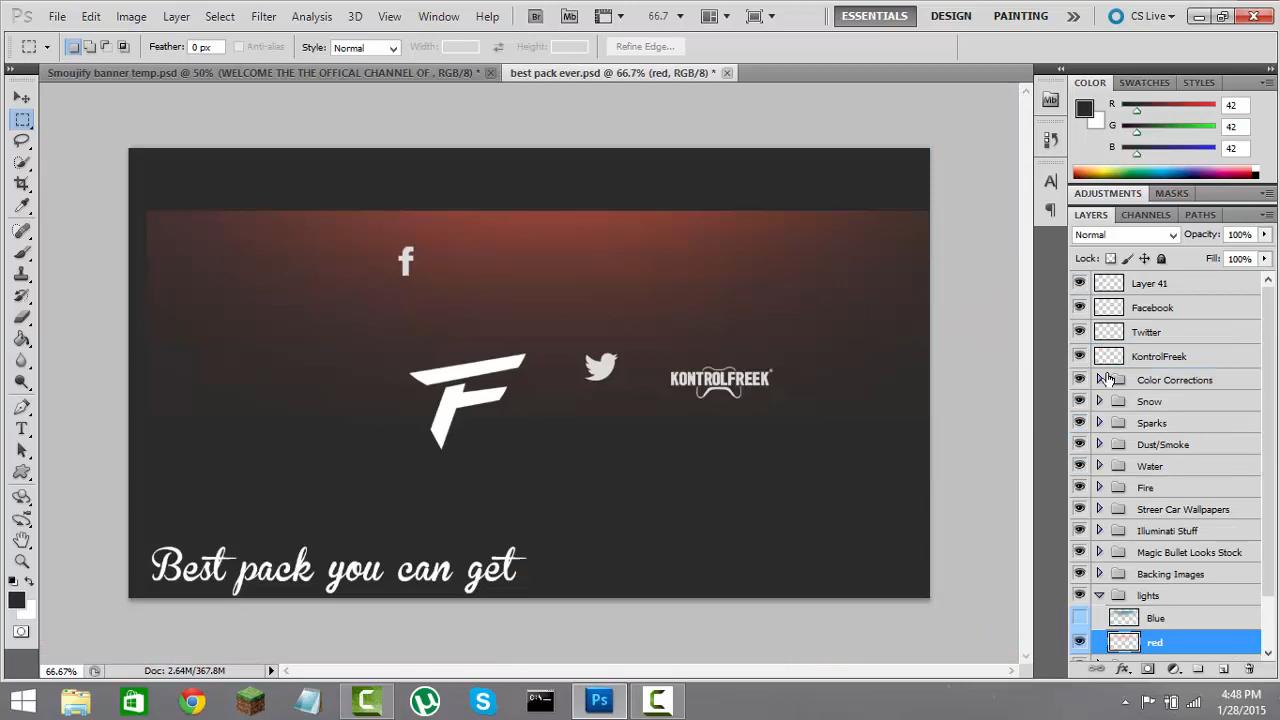 Ps File Edit Image Layer Select Filter Analysis 3D View Window Help Br Mb 66.7 ESSENTIALS DESIGN PAINTING CS Live
Feather: 0 px Anti-alias Style: Normal Width: Height: Refine Edge...
Smoujify banner temp.psd @ 50% (WELCOME THE THE OFFICAL CHANNEL OF , RGB/8) * best pack ever.psd @ 66.7% (red, RGB/8) *
COLOR SWATCHES STYLES
R 42
G 42
B 42
ADJUSTMENTS MASKS
LAYERS CHANNELS PATHS
Normal Opacity: 100%
Lock: Fill: 100%
Layer 41
Facebook
Twitter
KontrolFreek
Color Corrections
Snow
Sparks
Dust/Smoke
Water
Fire
Streer Car Wallpapers
Illuminati Stuff
Magic Bullet Looks Stock
Backing Images
lights
Blue
red
f
F
KONTROLFREEK
Best pack you can get
66.67% Doc: 2.64M/367.8M
4:48 PM
1/28/2015